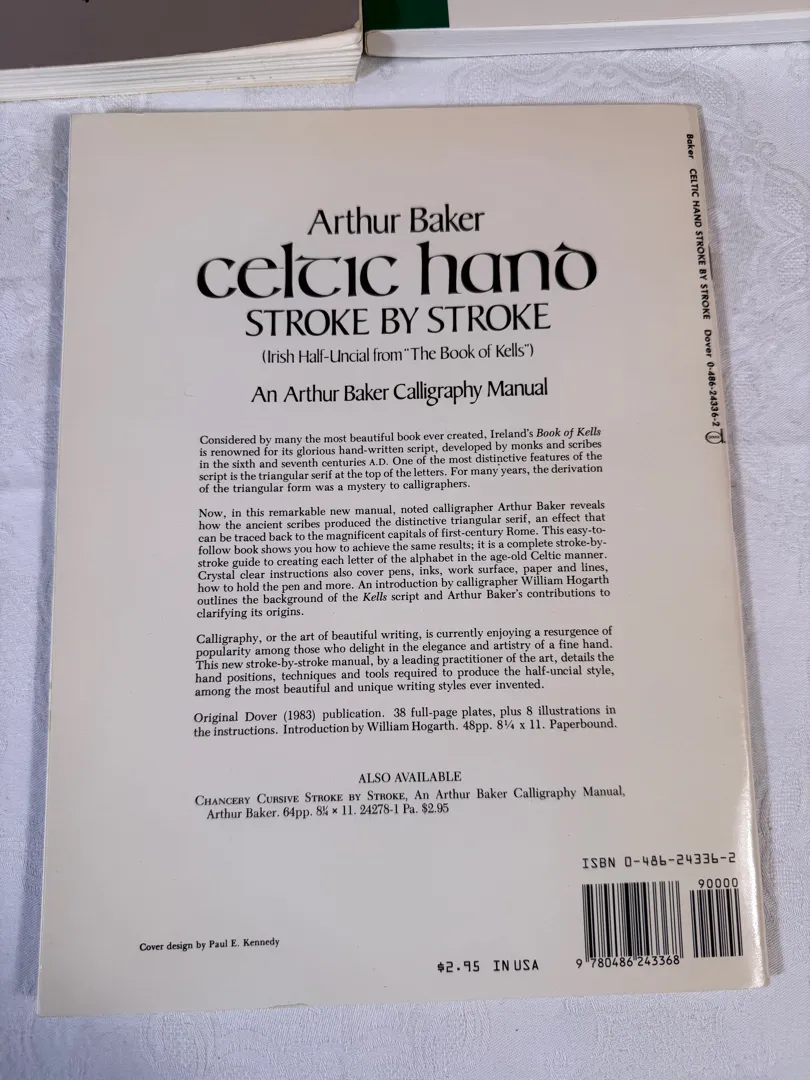 Arthur Baker
celtic hand
STROKE BY STROKE
(Irish Half-Uncial from "The Book of Kells")
An Arthur Baker Calligraphy Manual
Considered by many the most beautiful book ever created, Ireland's Book of Kells
is renowned for its glorious hand-written script, developed by monks and scribes
in the sixth and seventh centuries A.D. One of the most distinctive features of the
script is the triangular serif at the top of the letters. For many years, the derivation
of the triangular form was a mystery to calligraphers.
Now, in this remarkable new manual, noted calligrapher Arthur Baker reveals
how the ancient scribes produced the distinctive triangular serif, an effect that
can be traced back to the magnificent capitals of first-century Rome. This easy-to-
follow book shows you how to achieve the same results; it is a complete stroke-by-
stroke guide to creating each letter of the alphabet in the age-old Celtic manner.
Crystal clear instructions also cover pens, inks, work surface, paper and lines,
how to hold the pen and more. An introduction by calligrapher William Hogarth
outlines the background of the Kells script and Arthur Baker's contributions to
clarifying its origins.
Calligraphy, or the art of beautiful writing, is currently enjoying a resurgence of
popularity among those who delight in the elegance and artistry of a fine hand.
This new stroke-by-stroke manual, by a leading practitioner of the art, details the
hand positions, techniques and tools required to produce the half-uncial style,
among the most beautiful and unique writing styles ever invented.
Original Dover (1983) publication. 38 full-page plates, plus 8 illustrations in
the instructions. Introduction by William Hogarth. 48pp. 8¼ x 11. Paperbound.
ALSO AVAILABLE
CHANCERY CURSIVE STROKE BY STROKE, An Arthur Baker Calligraphy Manual,
Arthur Baker. 64pp. 8¼ × 11. 24278-1 Pa. $2.95
Cover design by Paul E. Kennedy
$2.95 IN USA
ISBN 0-486-24336-2
90000
9 780486 243368
Baker CELTIC HAND STROKE BY STROKE Dover 0-486-24336-2